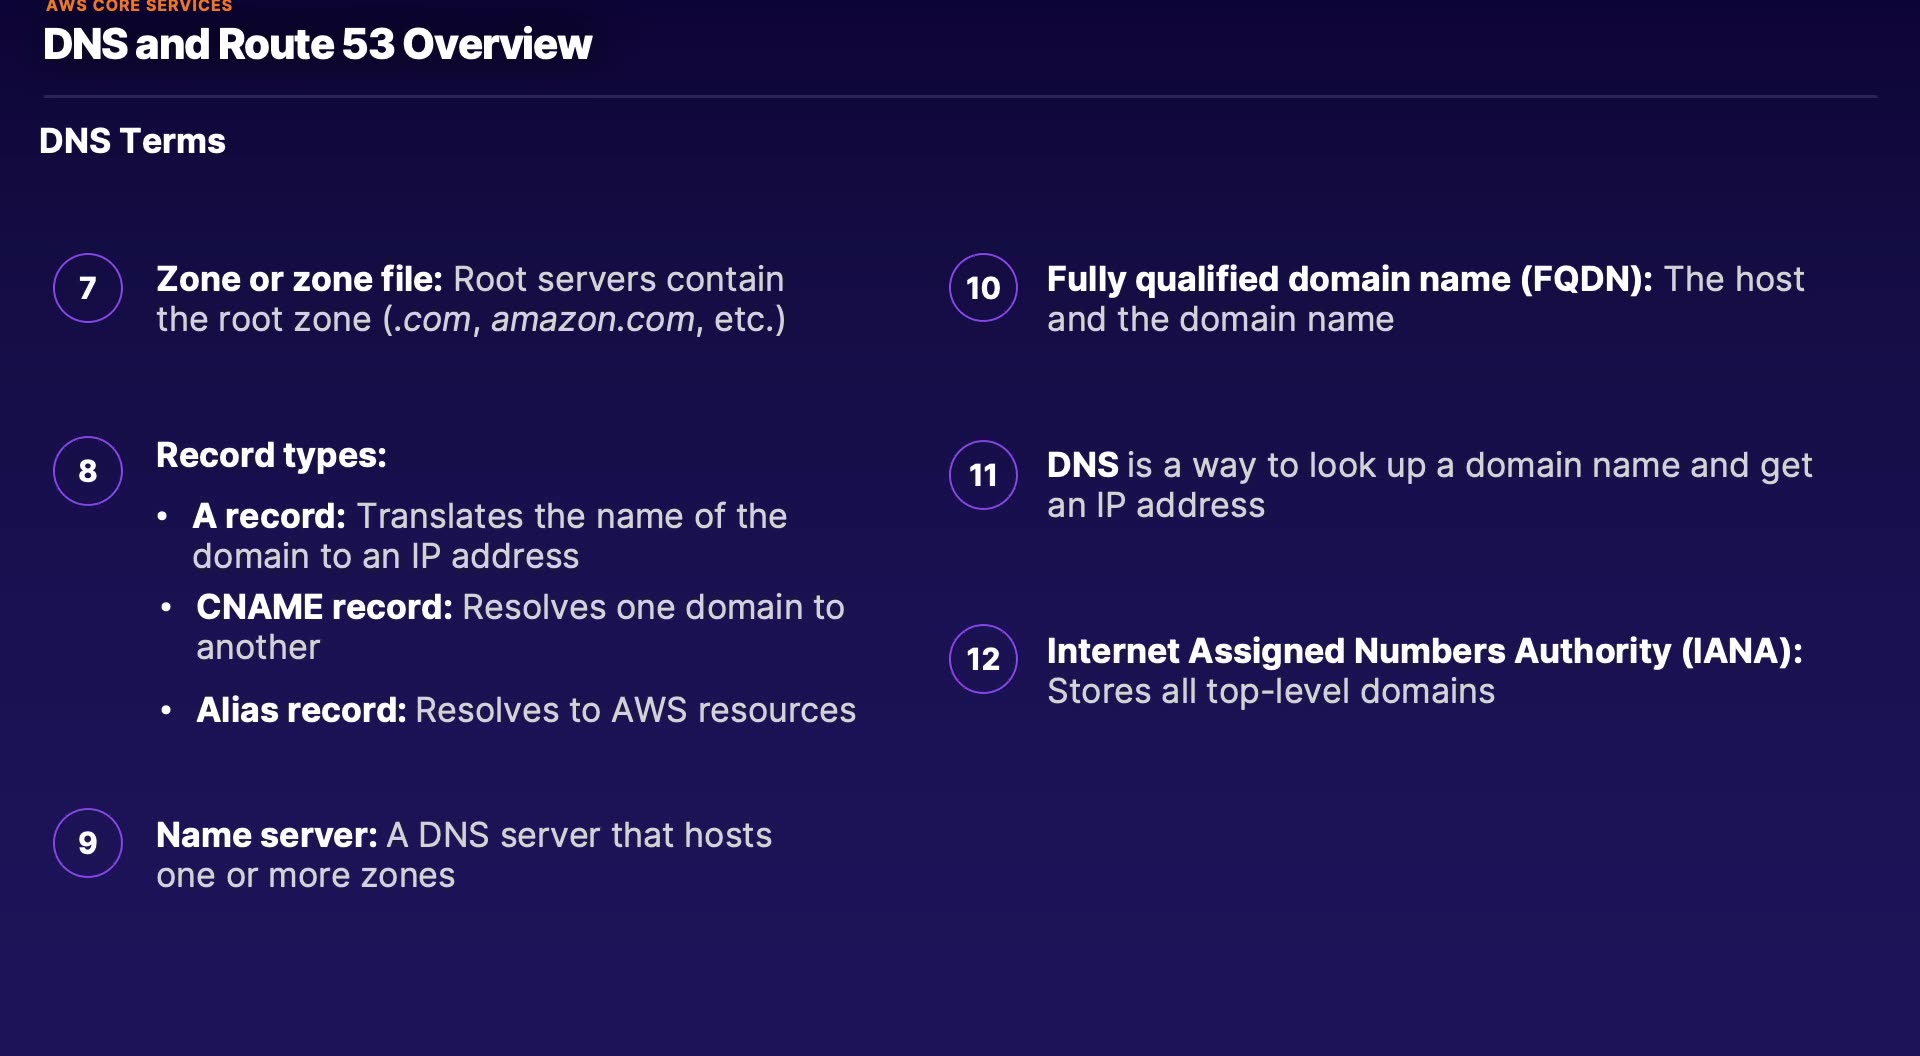 AWS CORE SERVICES
DNS and Route 53 Overview
DNS Terms
7
Zone or zone file: Root servers contain
the root zone (.com, amazon.com, etc.)
8
Record types:
• A record: Translates the name of the
domain to an IP address
• CNAME record: Resolves one domain to
another
• Alias record: Resolves to AWS resources
9
Name server: A DNS server that hosts
one or more zones
10
Fully qualified domain name (FQDN): The host
and the domain name
11
DNS is a way to look up a domain name and get
an IP address
12
Internet Assigned Numbers Authority (IANA):
Stores all top-level domains